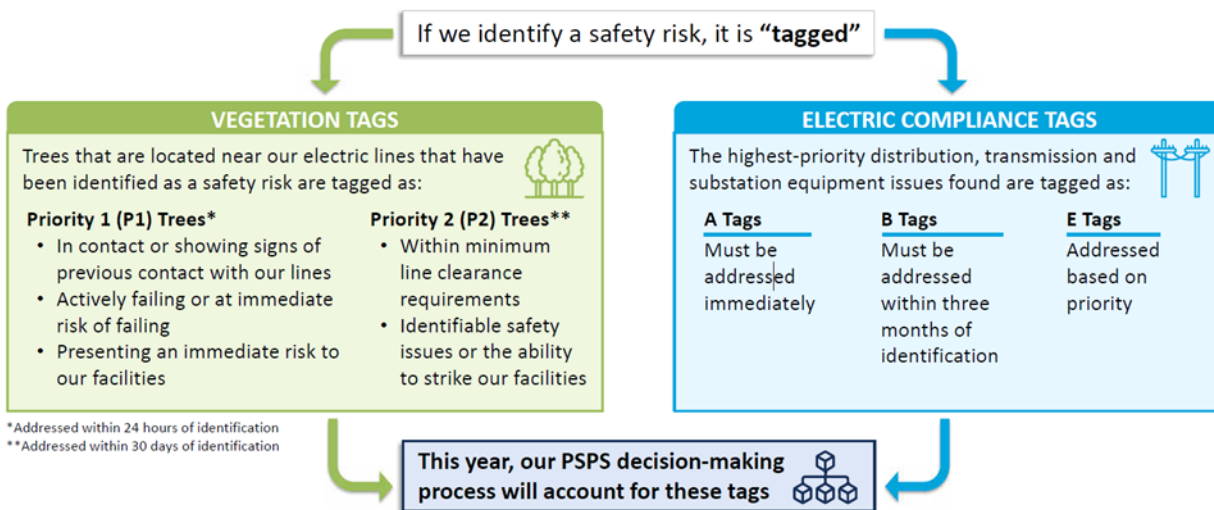 If we identify a safety risk, it is “tagged”
VEGETATION TAGS
Trees that are located near our electric lines that have
been identified as a safety risk are tagged as:
Priority 1 (P1) Trees*
• In contact or showing signs of
previous contact with our lines
• Actively failing or at immediate
risk of failing
• Presenting an immediate risk to
our facilities
Priority 2 (P2) Trees**
• Within minimum
line clearance
requirements
• Identifiable safety
issues or the ability
to strike our facilities
*Addressed within 24 hours of identification
**Addressed within 30 days of identification
ELECTRIC COMPLIANCE TAGS
The highest-priority distribution, transmission and
substation equipment issues found are tagged as:
A Tags
Must be
addressed
immediately
B Tags
Must be
addressed
within three
months of
identification
E Tags
Addressed
based on
priority
This year, our PSPS decision-making
process will account for these tags